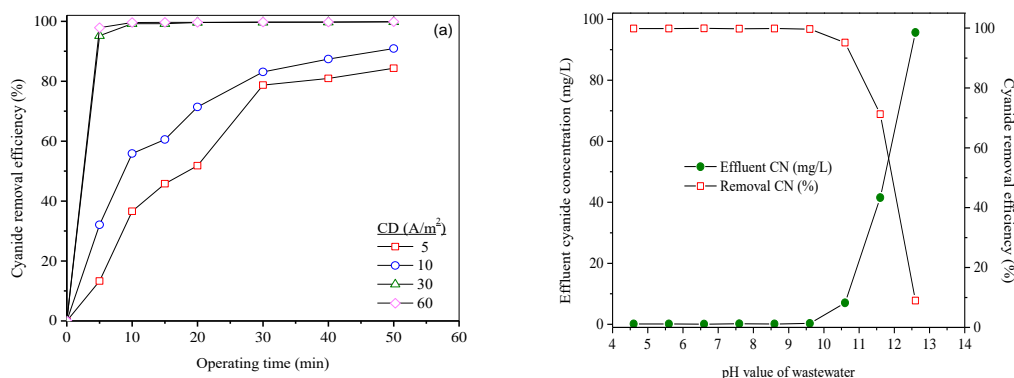 (a)
Cyanide removal efficiency (%)
100
80
60
40
20
0
CD (A/m²)
5
10
30
60
0 10 20 30 40 50 60
Operating time (min)
Effluent cyanide concentration (mg/L)
100
80
60
40
20
0
Effluent CN (mg/L)
Removal CN (%)
100
80
60
40
20
0
Cyanide removal efficiency (%)
4 5 6 7 8 9 10 11 12 13 14
pH value of wastewater